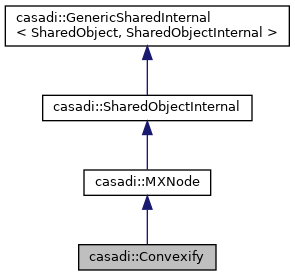 casadi::GenericSharedInternal
< SharedObject, SharedObjectInternal >
casadi::SharedObjectInternal
casadi::MXNode
casadi::Convexify